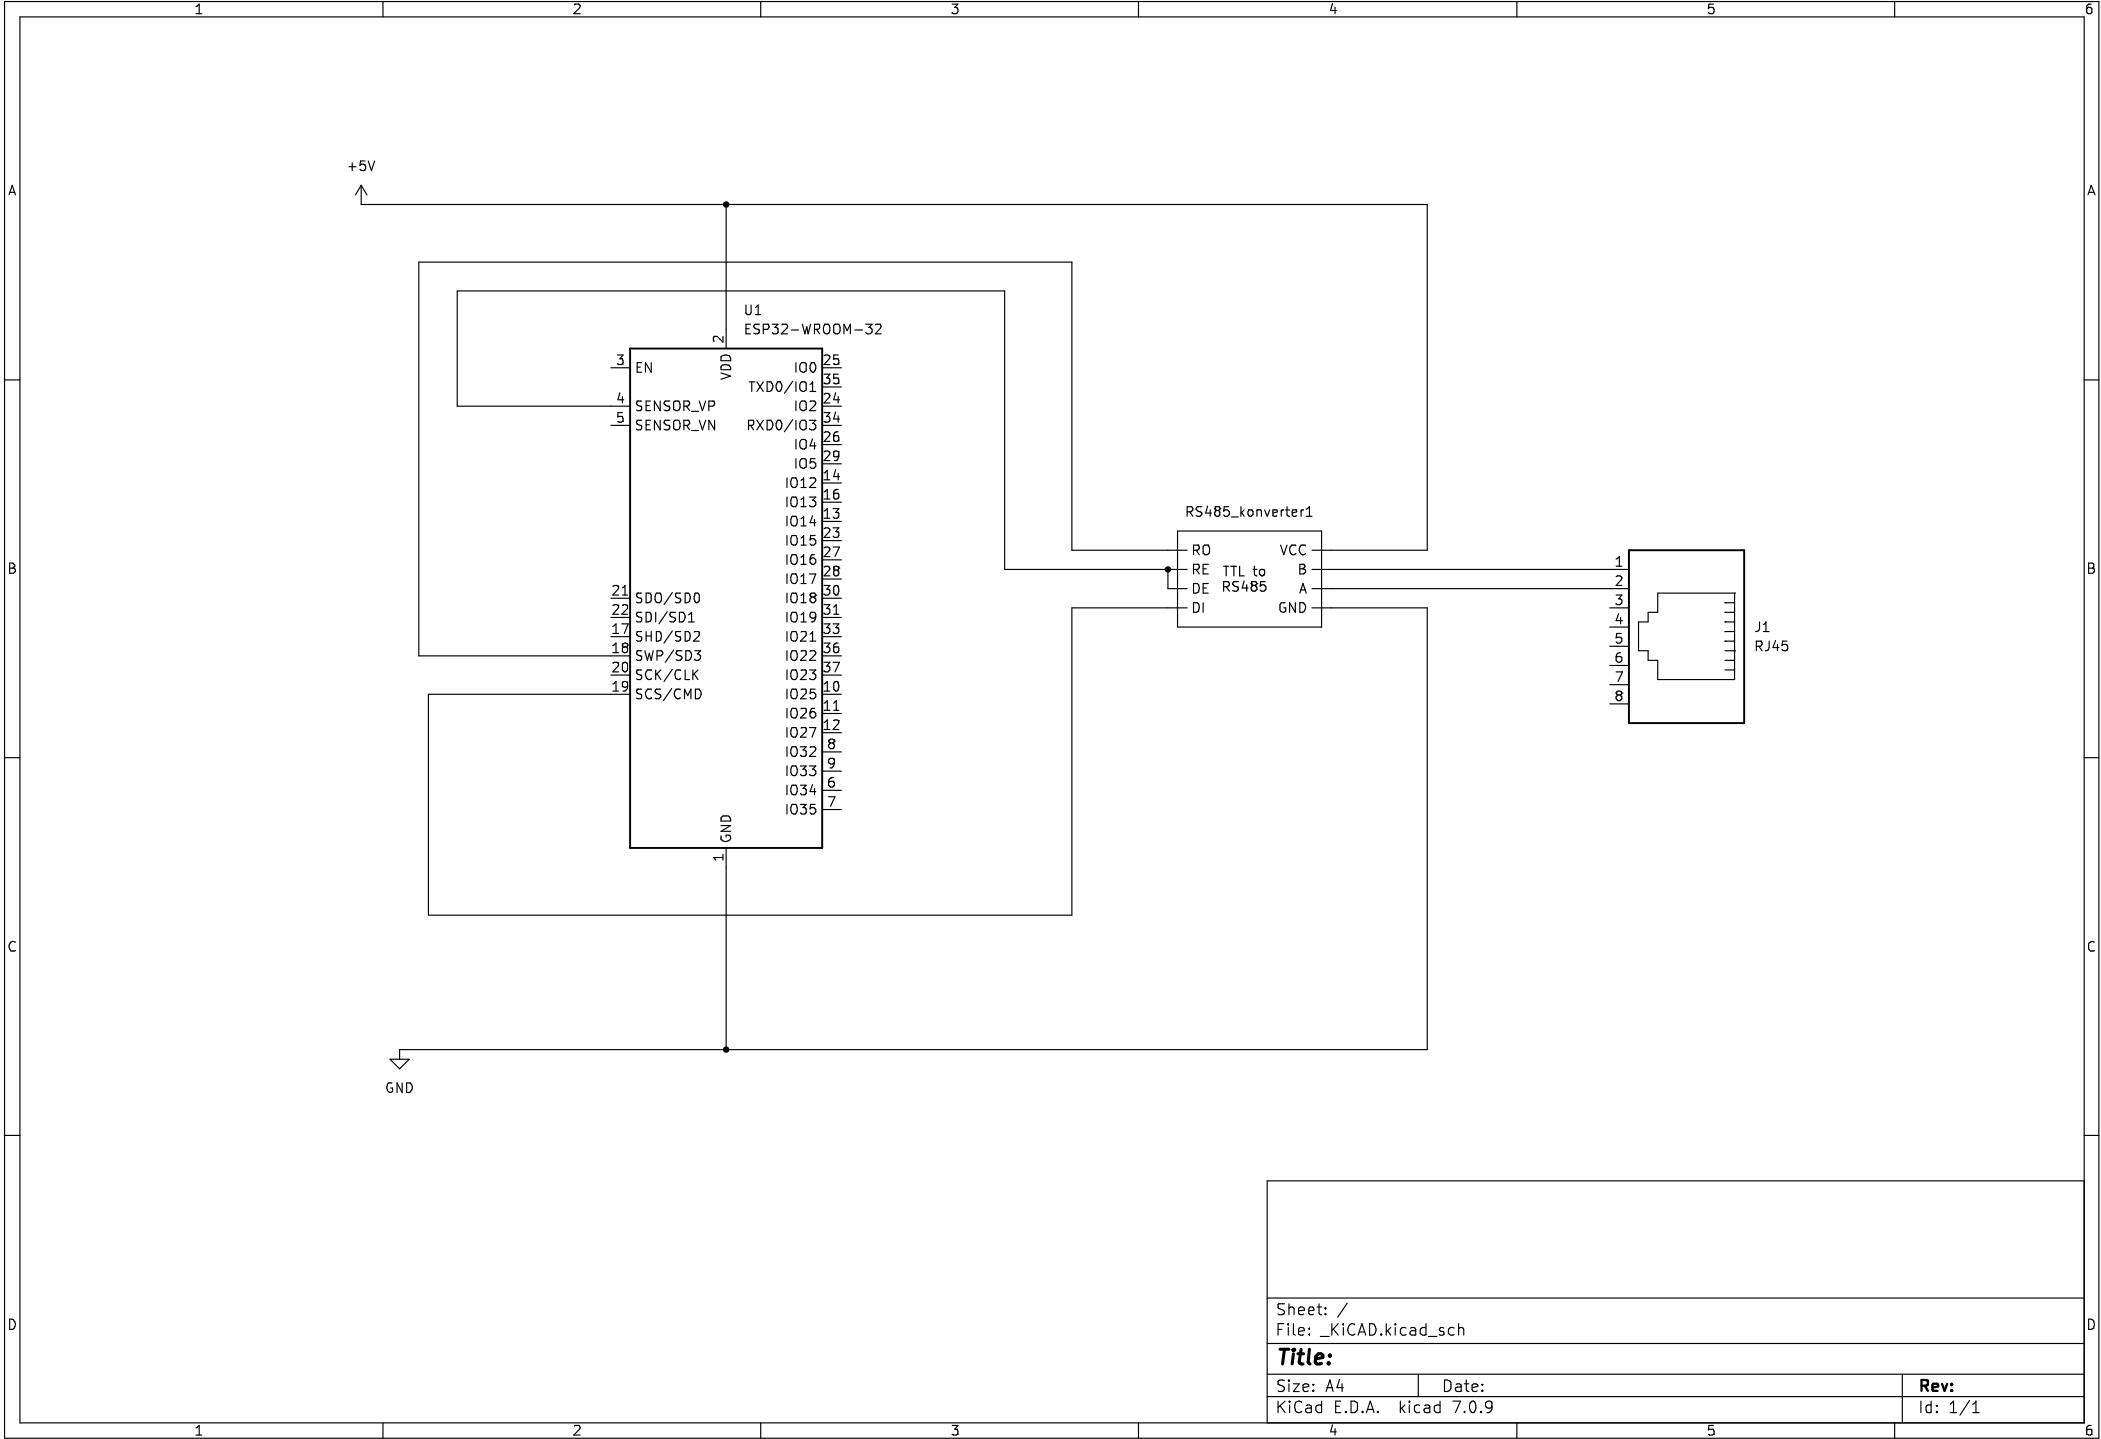 1 2 3 4 5 6
+5V
A A
U1
ESP32-WROOM-32
2
VDD
3 EN IO0 25
TXD0/IO1 35
4 SENSOR_VP IO2 24
5 SENSOR_VN RXD0/IO3 34
IO4 26
IO5 29
IO12 14
IO13 16
IO14 13
IO15 23
IO16 27
IO17 28
21 SDO/SD0 IO18 30
22 SDI/SD1 IO19 31
17 SHD/SD2 IO21 33
18 SWP/SD3 IO22 36
20 SCK/CLK IO23 37
19 SCS/CMD IO25 10
IO26 11
IO27 12
IO32 8
IO33 9
IO34 6
IO35 7
GND
1
RS485_konverter1
RO VCC
RE B
DE A
DI GND
TTL to
RS485
B B
1
2
3
4
5
6
7
8
J1
RJ45
C C
GND
D D
Sheet: /
File: _KiCAD.kicad_sch
Title:
Size: A4 Date: Rev:
KiCad E.D.A. kicad 7.0.9 Id: 1/1
1 2 3 4 5 6